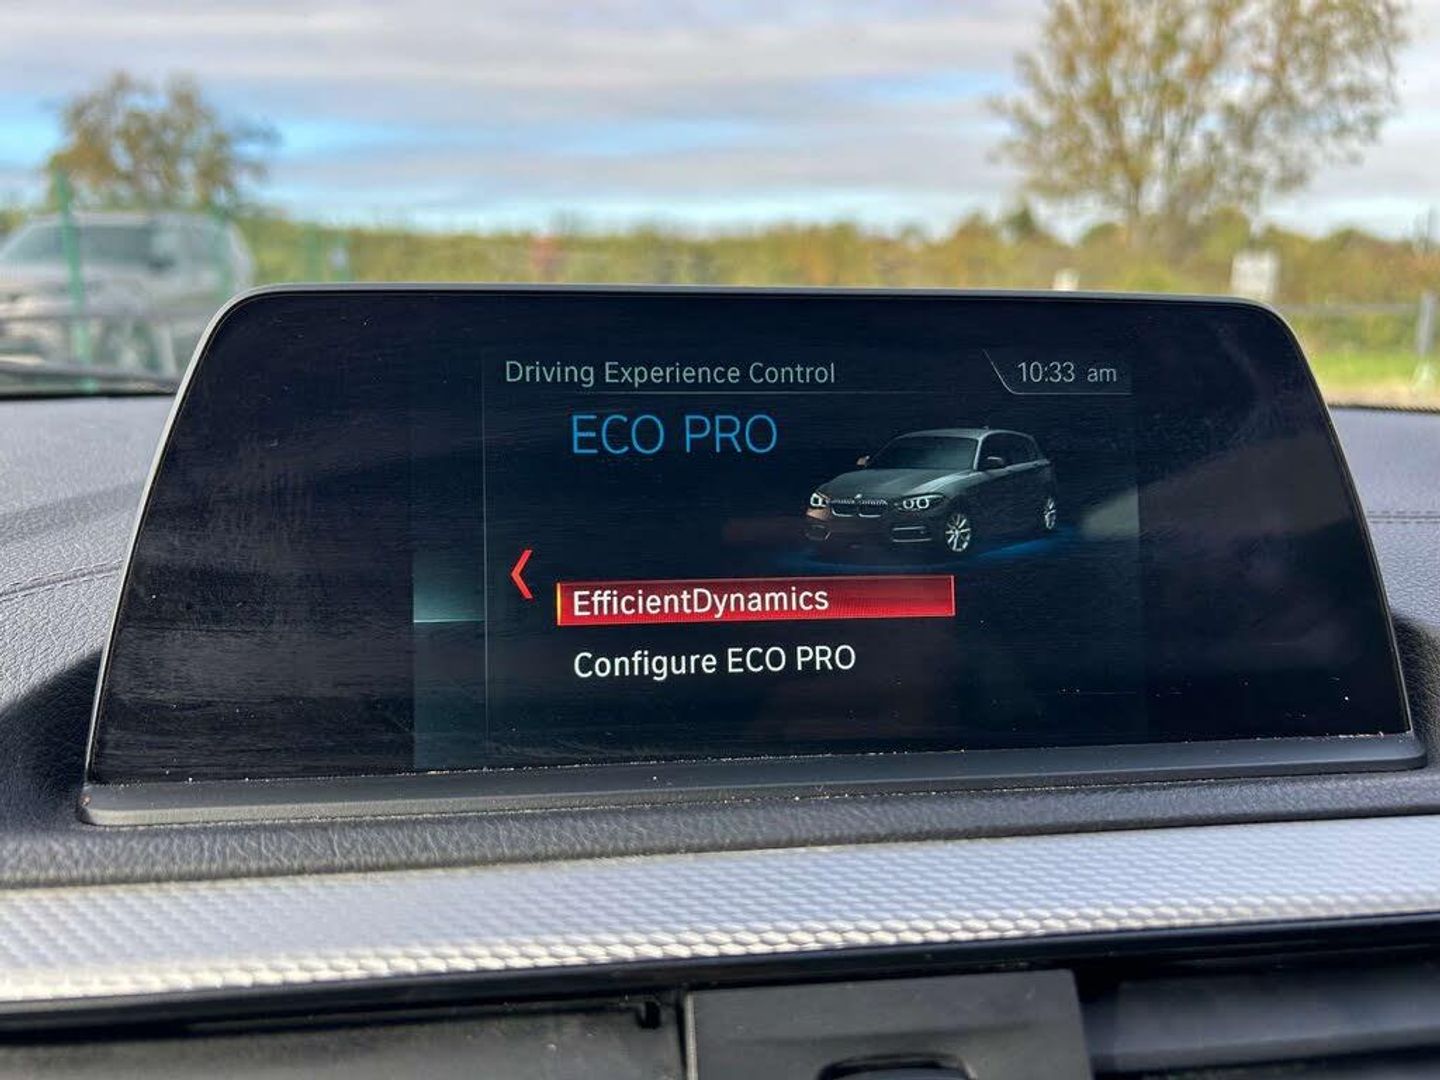 Driving Experience Control
10:33 am
ECO PRO
EfficientDynamics
Configure ECO PRO